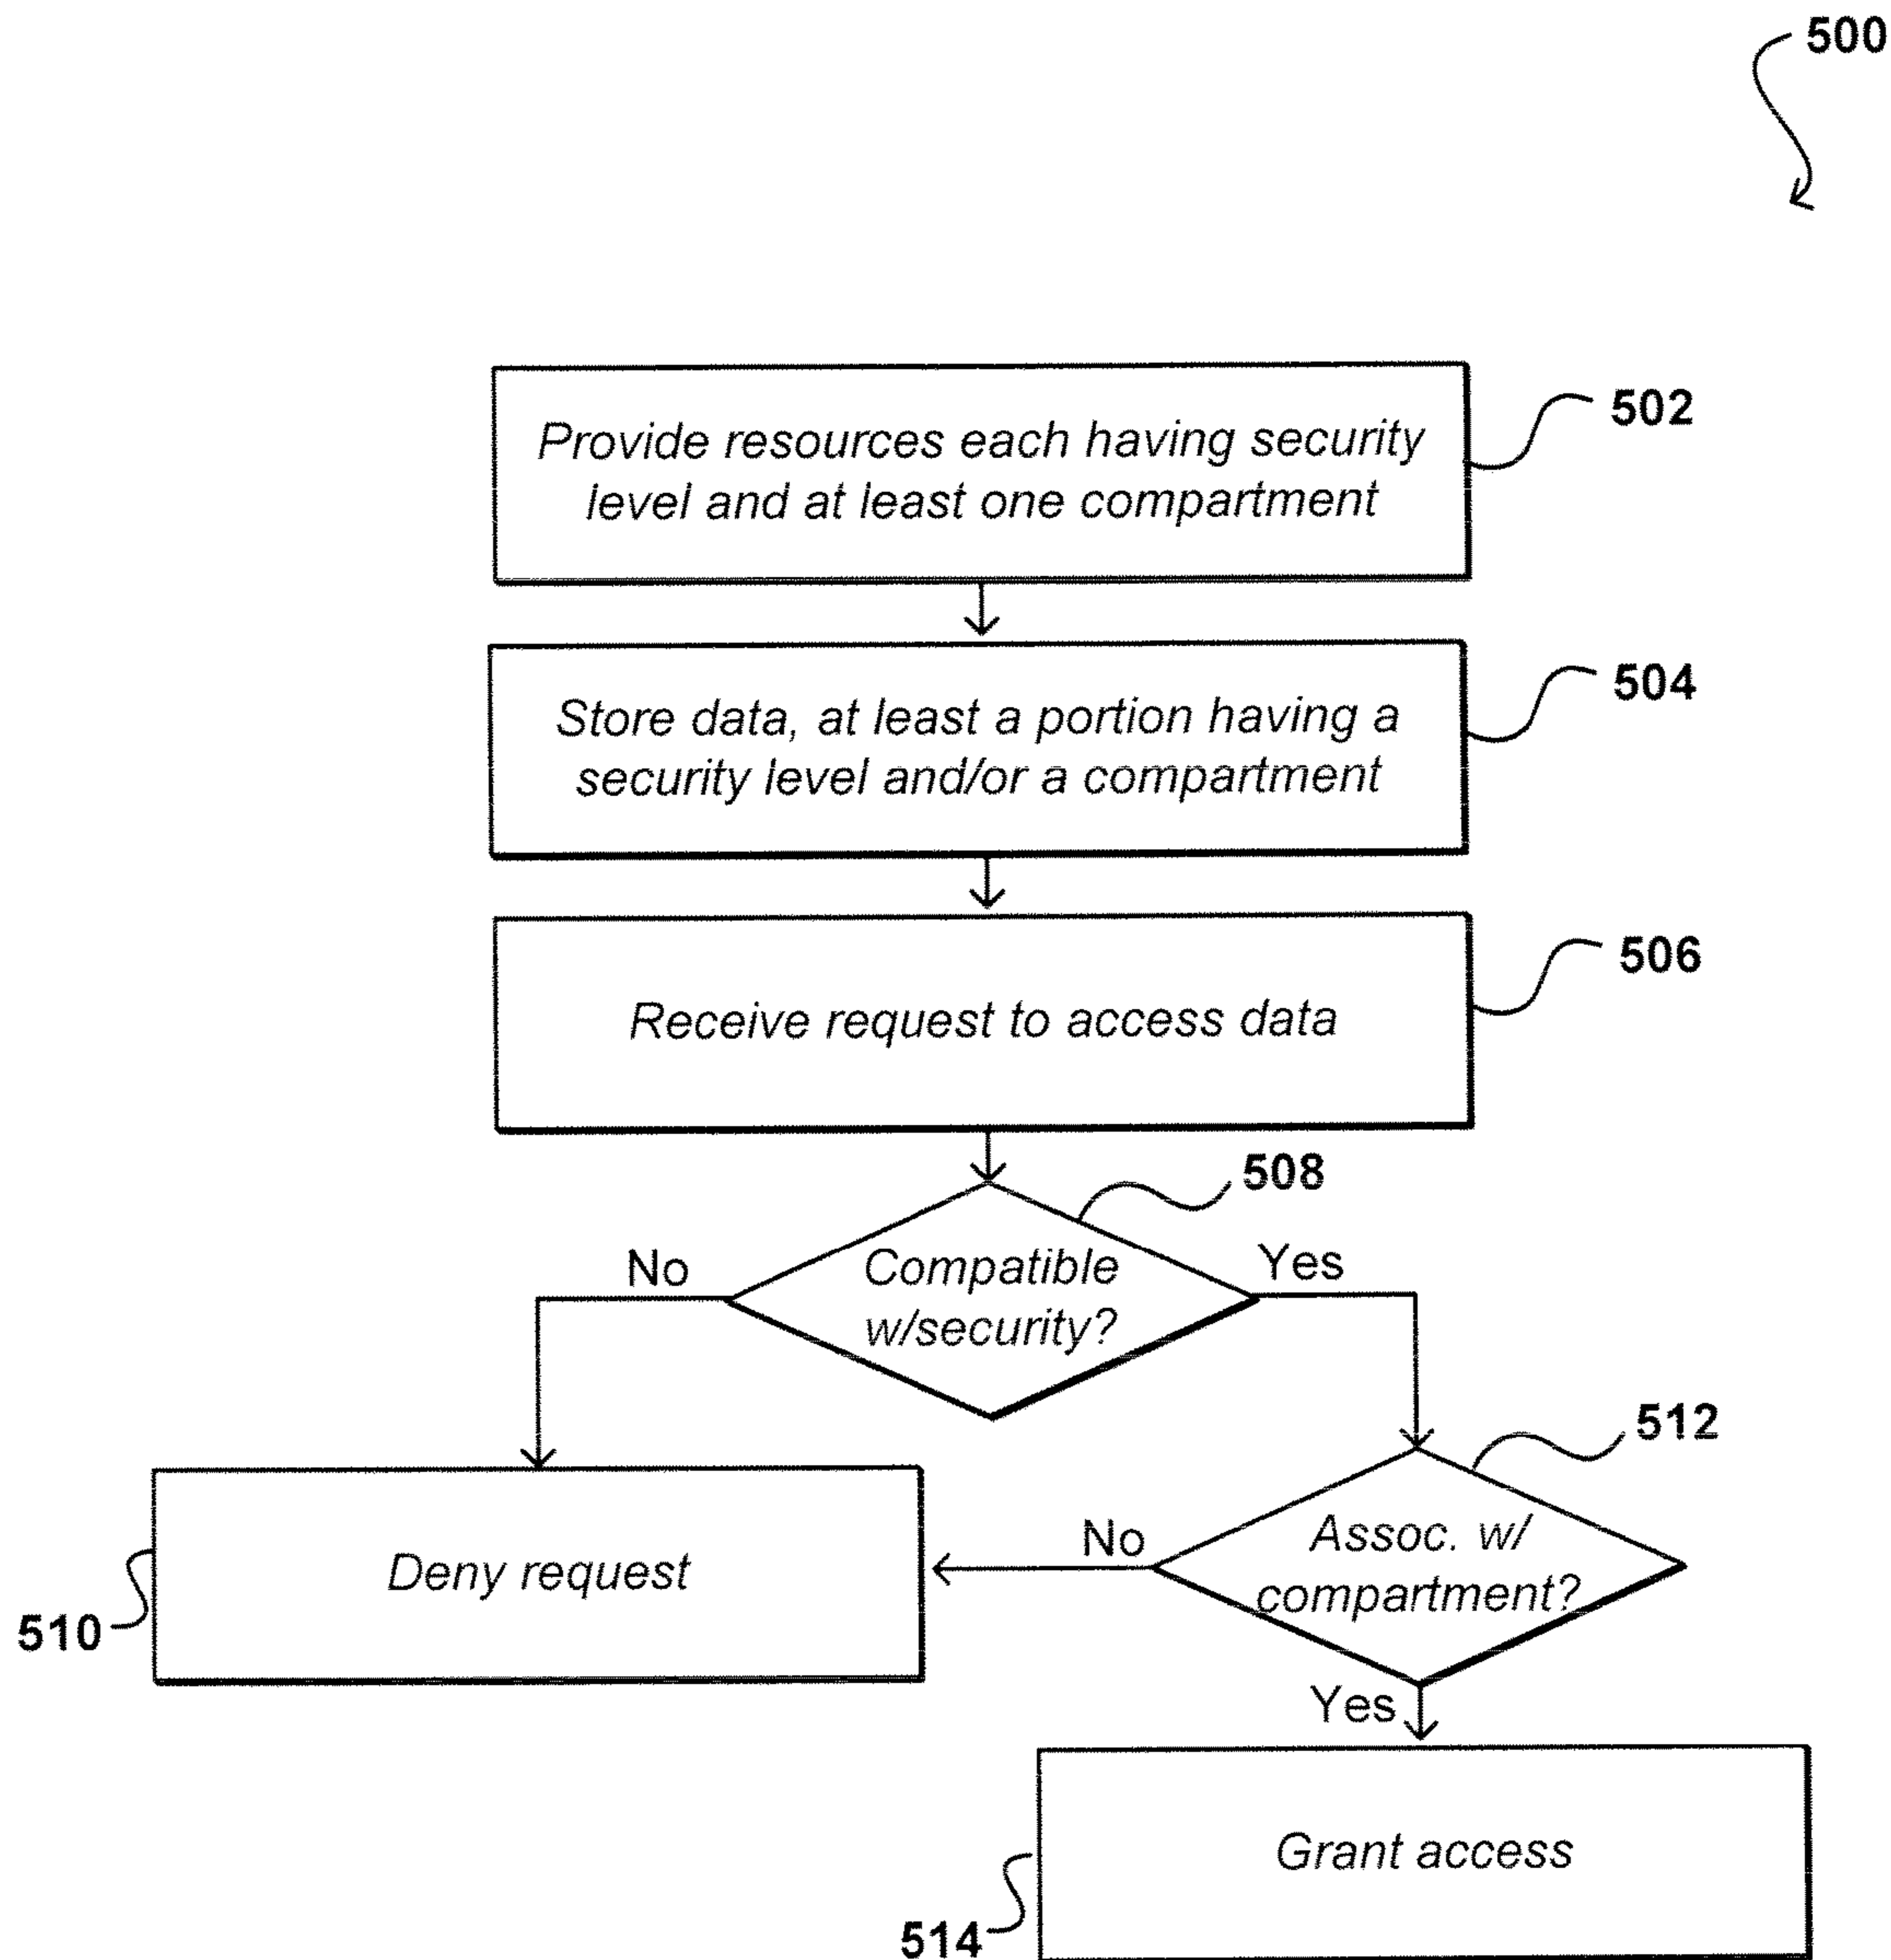 500
Provide resources each having security
level and at least one compartment
502
Store data, at least a portion having a
security level and/or a compartment
504
Receive request to access data
506
508
No
Compatible
w/security?
Yes
512
Deny request
510
No
Assoc. w/
compartment?
Yes
Grant access
514